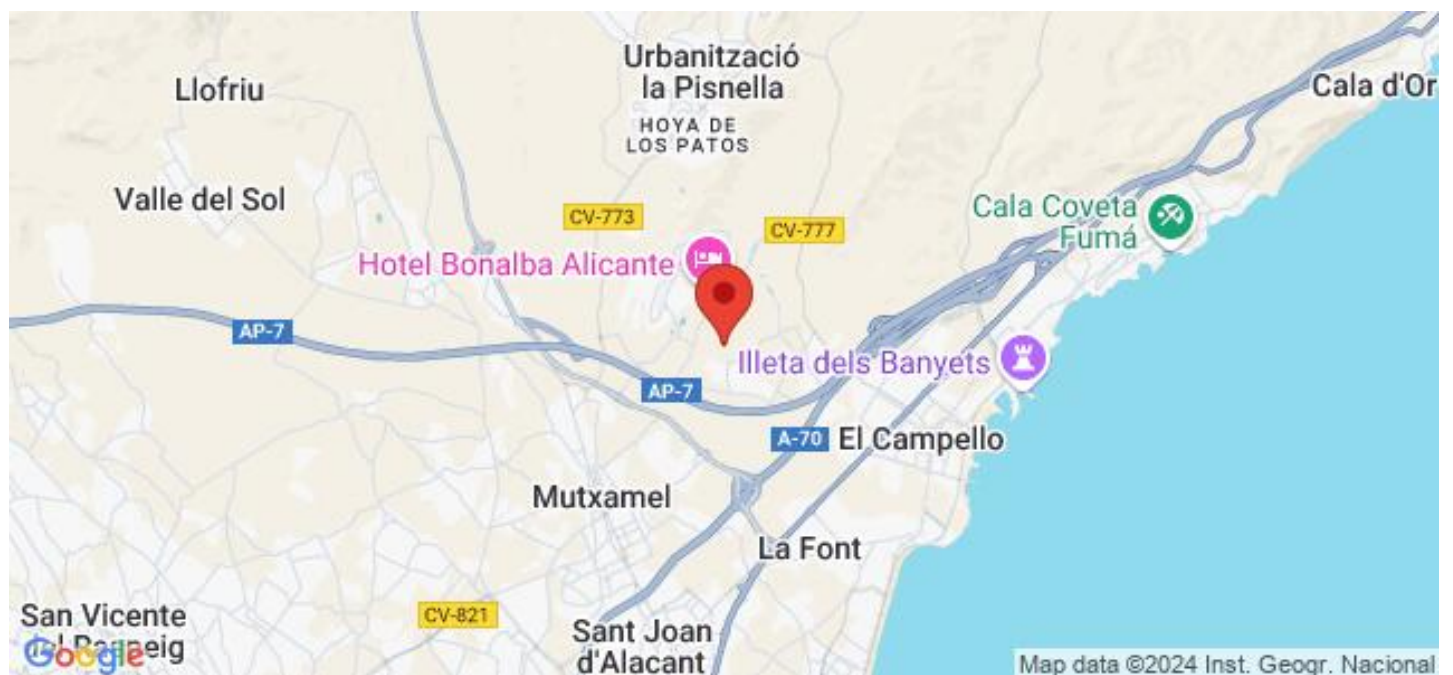 Urbanització
la Pisnella
Llofriu
Cala d'Or
HOYA DE
LOS PATOS
Valle del Sol
CV-773
CV-777
Cala Coveta
Fumá
Hotel Bonalba Alicante
AP-7
Illeta dels Banyets
AP-7
A-70
El Campello
Mutxamel
La Font
San Vicente
CV-821
Sant Joan
d'Alacant
Google
Map data ©2024 Inst. Geogr. Nacional